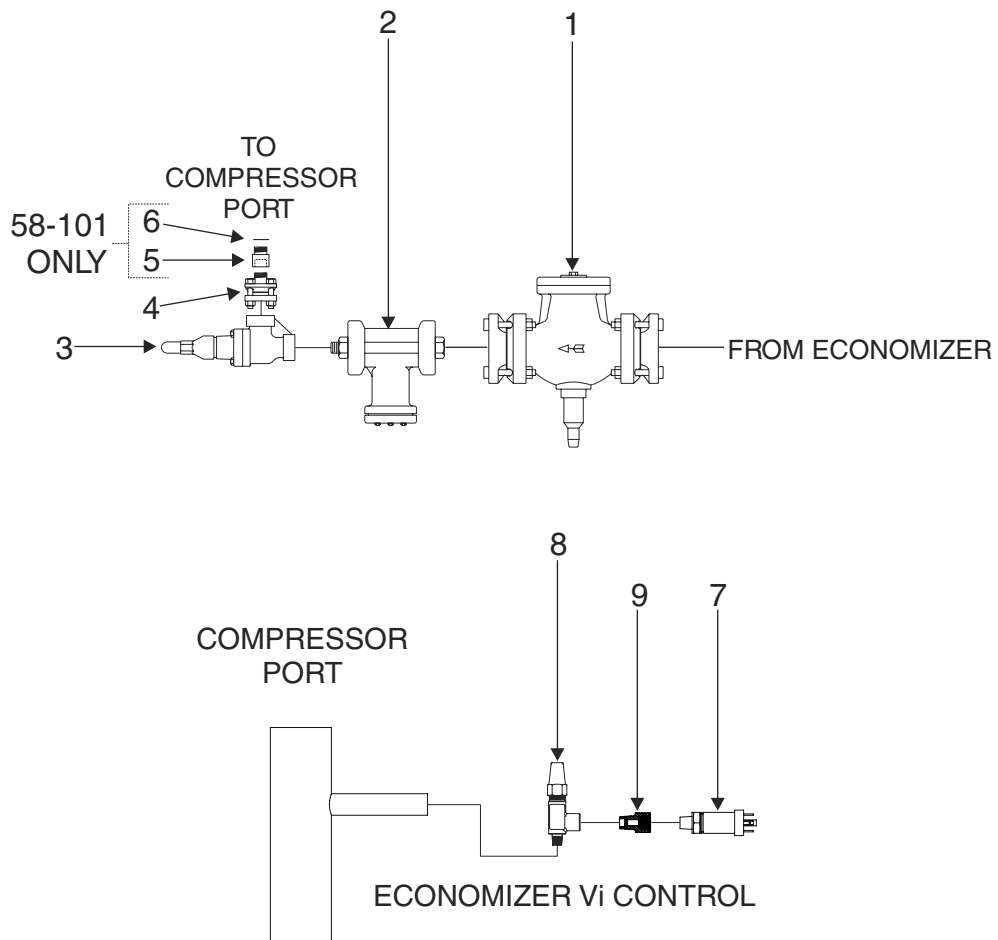 2
1
TO
COMPRESSOR
PORT
58-101
ONLY
6
5
4
3
FROM ECONOMIZER
8
9
7
COMPRESSOR
PORT
ECONOMIZER Vi CONTROL